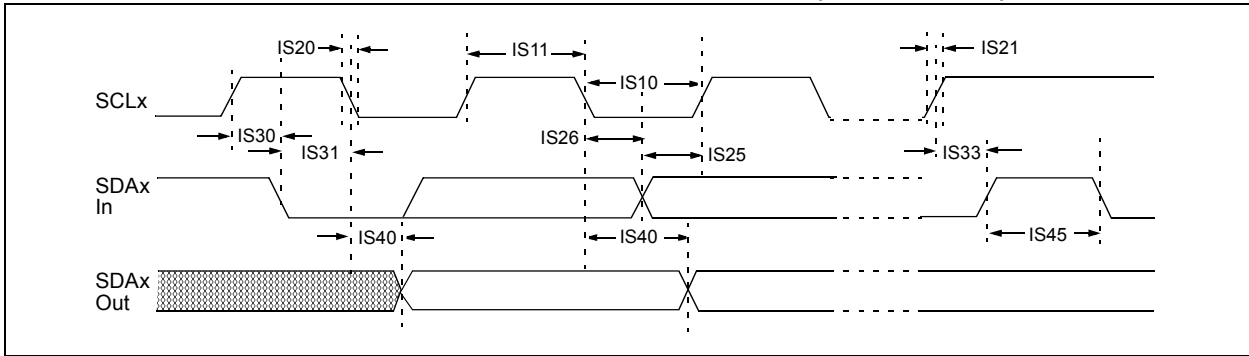 IS20
IS11
IS21
IS10
SCLx
IS30
IS31
IS26
IS25
IS33
SDAx
In
IS40
IS40
IS45
SDAx
Out